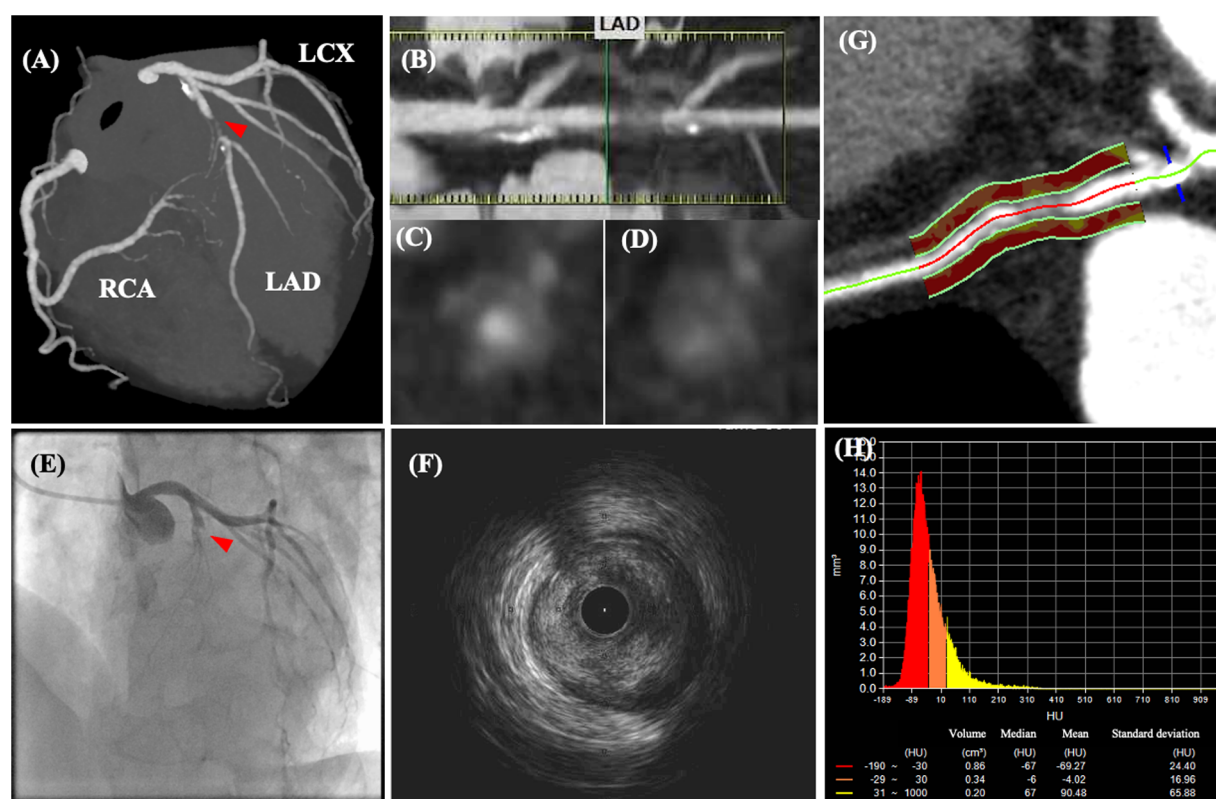 (A)
LCX
RCA
LAD
LAD
(B)
(C)
(D)
(G)
(E)
(F)
(H)
15.0
14.0
13.0
12.0
11.0
10.0
9.0
8.0
7.0
6.0
5.0
4.0
3.0
2.0
1.0
0.0
mm³
-189 -89 10 110 210 310 410 510 610 710 809 909
HU
Volume Median Mean Standard deviation
(HU) (cm³) (HU) (HU) (HU)
-190 ~ -30 0.86 -67 -69.27 24.40
-29 ~ 30 0.34 -6 -4.02 16.96
31 ~ 1000 0.20 67 90.48 65.88